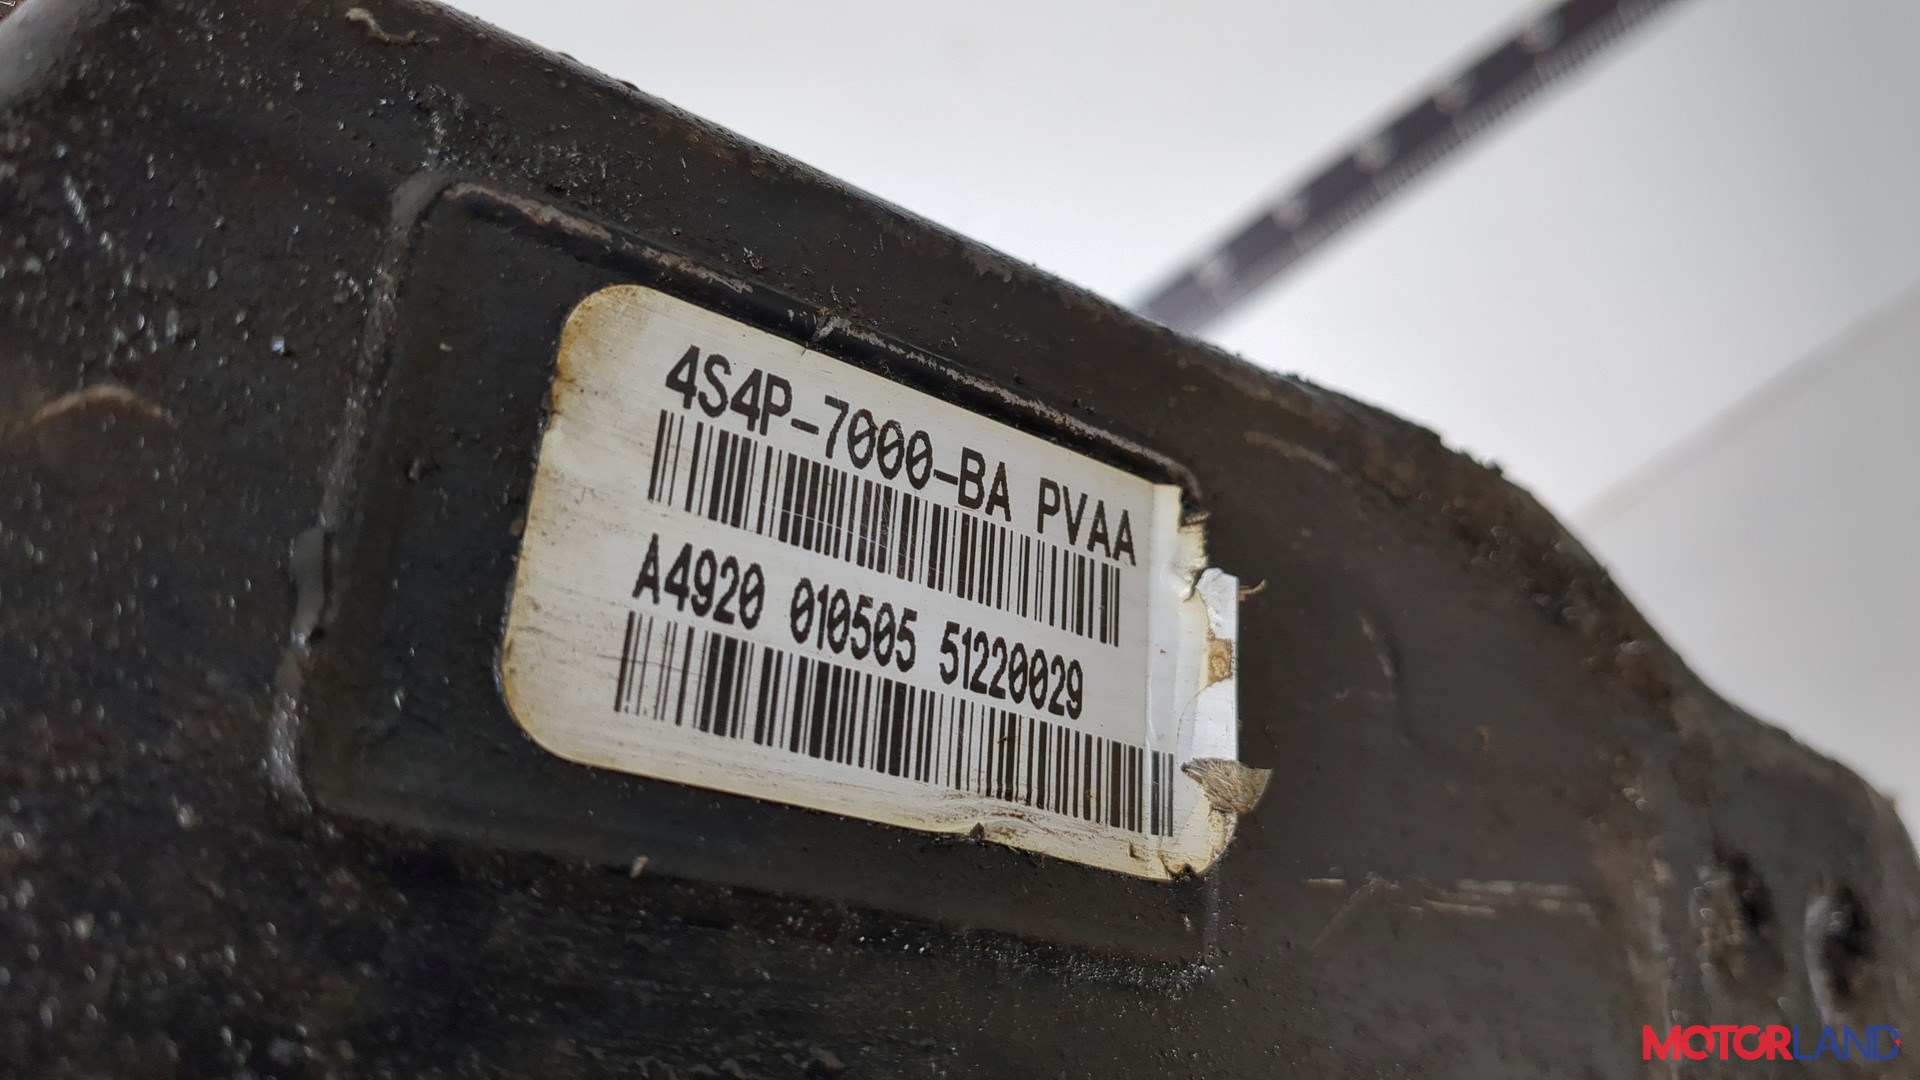 4S4P-7000-BA PVAA
A4920 010505 51220029
MOTORLAND